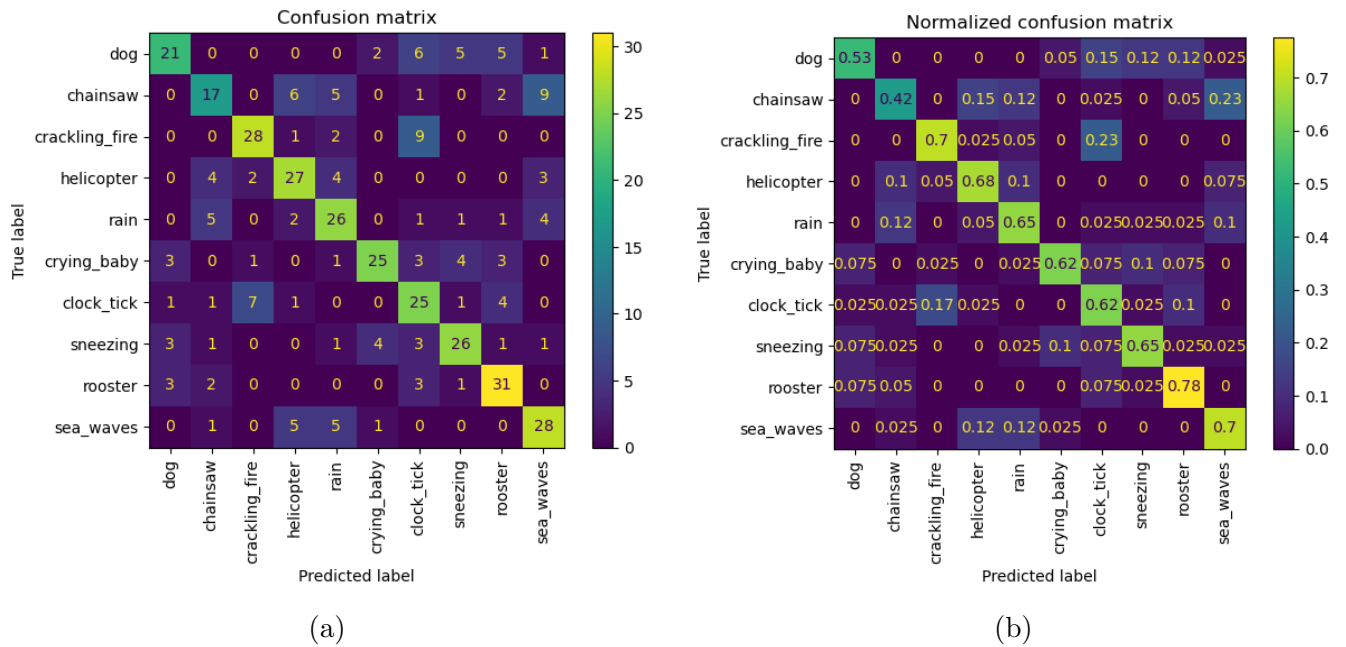 Confusion matrix
dog 21 0 0 0 0 2 6 5 5 1
chainsaw 0 17 0 6 5 0 1 0 2 9
crackling_fire 0 0 28 1 2 0 9 0 0 0
helicopter 0 4 2 27 4 0 0 0 0 3
rain 0 5 0 2 26 0 1 1 1 4
crying_baby 3 0 1 0 1 25 3 4 3 0
clock_tick 1 1 7 1 0 0 25 1 4 0
sneezing 3 1 0 0 1 4 3 26 1 1
rooster 3 2 0 0 0 0 3 1 31 0
sea_waves 0 1 0 5 5 1 0 0 0 28
True label
dog
chainsaw
crackling_fire
helicopter
rain
crying_baby
clock_tick
sneezing
rooster
sea_waves
Predicted label
30
25
20
15
10
5
0
(a)
Normalized confusion matrix
dog 0.53 0 0 0 0 0.05 0.15 0.12 0.12 0.025
chainsaw 0 0.42 0 0.15 0.12 0 0.025 0 0.05 0.23
crackling_fire 0 0 0.7 0.025 0.05 0 0.23 0 0 0
helicopter 0 0.1 0.05 0.68 0.1 0 0 0 0 0.075
rain 0 0.12 0 0.05 0.65 0 0.025 0.025 0.025 0.1
crying_baby 0.075 0 0.025 0 0.025 0.62 0.075 0.1 0.075 0
clock_tick 0.025 0.025 0.17 0.025 0 0 0.62 0.025 0.1 0
sneezing 0.075 0.025 0 0 0.025 0.1 0.075 0.65 0.025 0.025
rooster 0.075 0.05 0 0 0 0 0.075 0.025 0.78 0
sea_waves 0 0.025 0 0.12 0.12 0.025 0 0 0 0.7
True label
dog
chainsaw
crackling_fire
helicopter
rain
crying_baby
clock_tick
sneezing
rooster
sea_waves
Predicted label
0.7
0.6
0.5
0.4
0.3
0.2
0.1
0.0
(b)